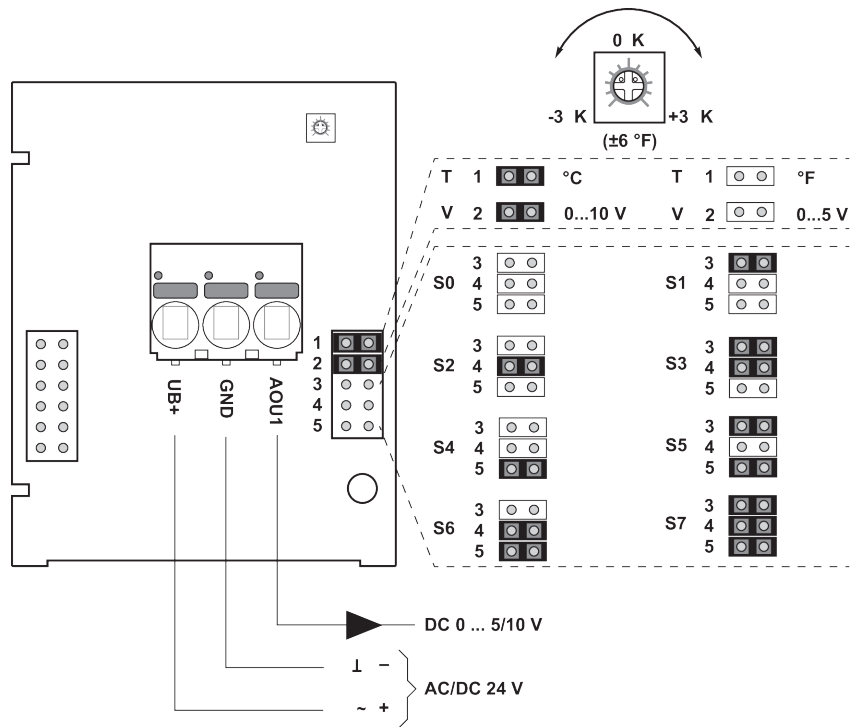 0 K
-3 K +3 K
(±6 °F)
T 1 °C T 1 °F
V 2 0...10 V V 2 0...5 V
S0 3 4 5
S1 3 4 5
S2 3 4 5
S3 3 4 5
S4 3 4 5
S5 3 4 5
S6 3 4 5
S7 3 4 5
1
2
3
4
5
UB+
GND
AOU1
DC 0 ... 5/10 V
⊥ –
~ +
AC/DC 24 V